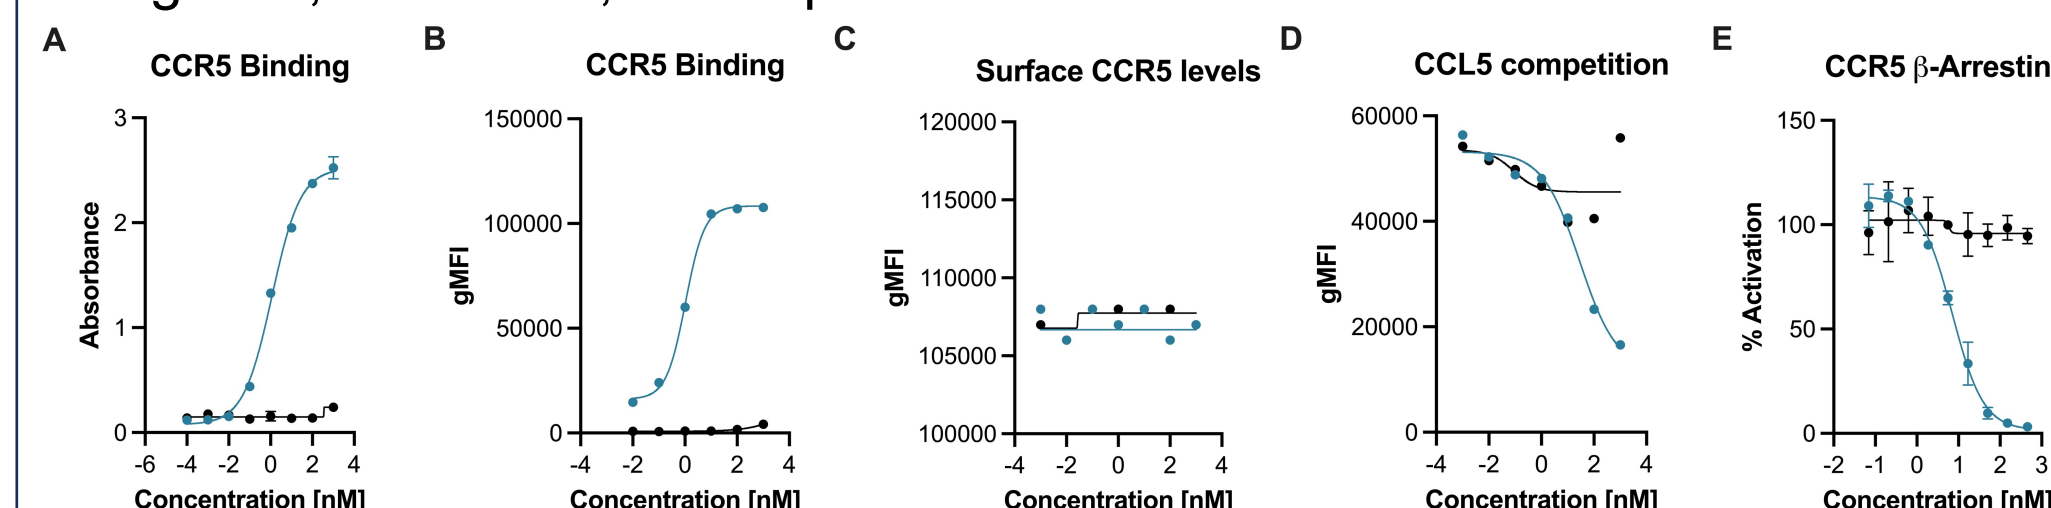 A
CCR5 Binding
3
2
1
0
Absorbance
-6 -4 -2 0 2 4
Concentration [nM]
B
CCR5 Binding
150000
100000
50000
0
gMFI
-4 -2 0 2 4
Concentration [nM]
C
Surface CCR5 levels
120000
115000
110000
105000
100000
gMFI
-4 -2 0 2 4
Concentration [nM]
D
CCL5 competition
60000
40000
20000
0
gMFI
-4 -2 0 2 4
Concentration [nM]
E
CCR5 β-Arrestin
150
100
50
0
% Activation
-2 -1 0 1 2 3
Concentration [nM]